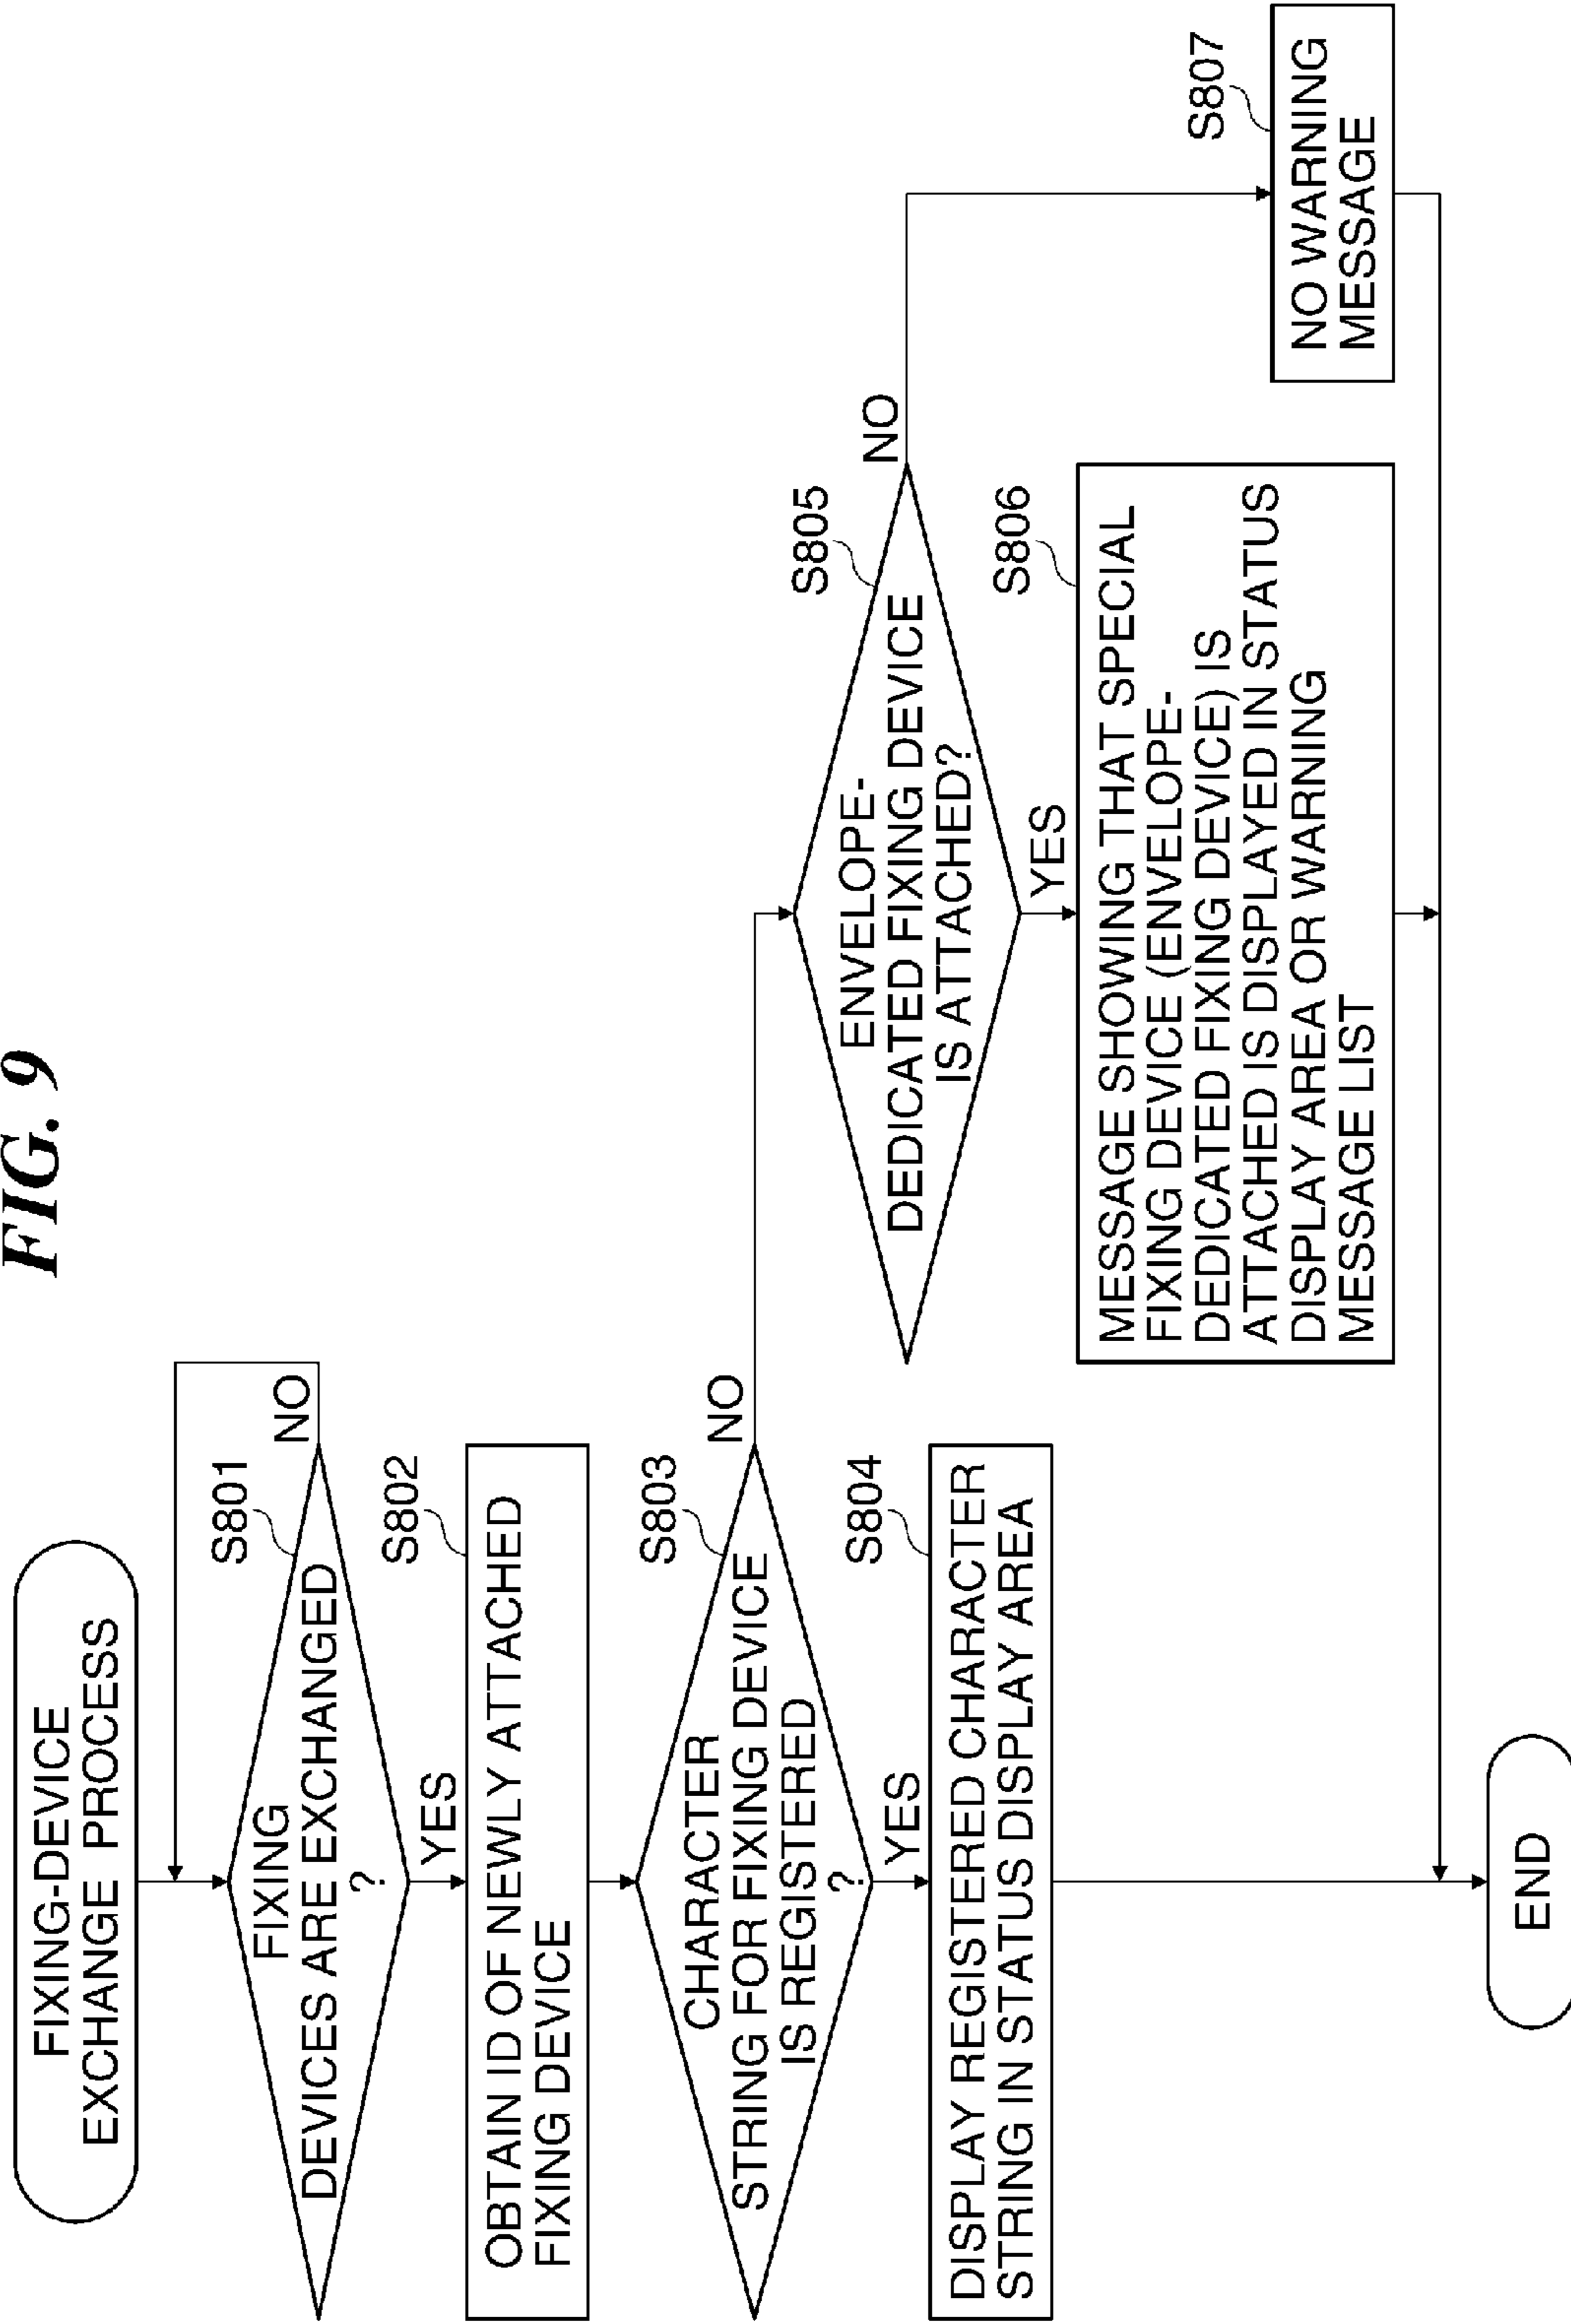 FIG. 9
FIXING-DEVICE
EXCHANGE PROCESS
S801
FIXING
DEVICES ARE EXCHANGED
?
NO
YES
S802
OBTAIN ID OF NEWLY ATTACHED
FIXING DEVICE
S803
CHARACTER
STRING FOR FIXING DEVICE
IS REGISTERED
?
NO
YES
S804
DISPLAY REGISTERED CHARACTER
STRING IN STATUS DISPLAY AREA
S805
ENVELOPE-
DEDICATED FIXING DEVICE
IS ATTACHED?
NO
YES
S806
MESSAGE SHOWING THAT SPECIAL
FIXING DEVICE (ENVELOPE-
DEDICATED FIXING DEVICE) IS
ATTACHED IS DISPLAYED IN STATUS
DISPLAY AREA OR WARNING
MESSAGE LIST
S807
NO WARNING
MESSAGE
END